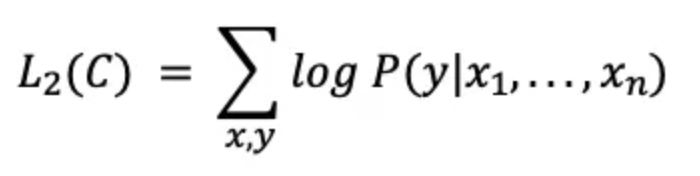 L₂(C) = ∑ log P(y|x₁,...,xₙ)
x,y